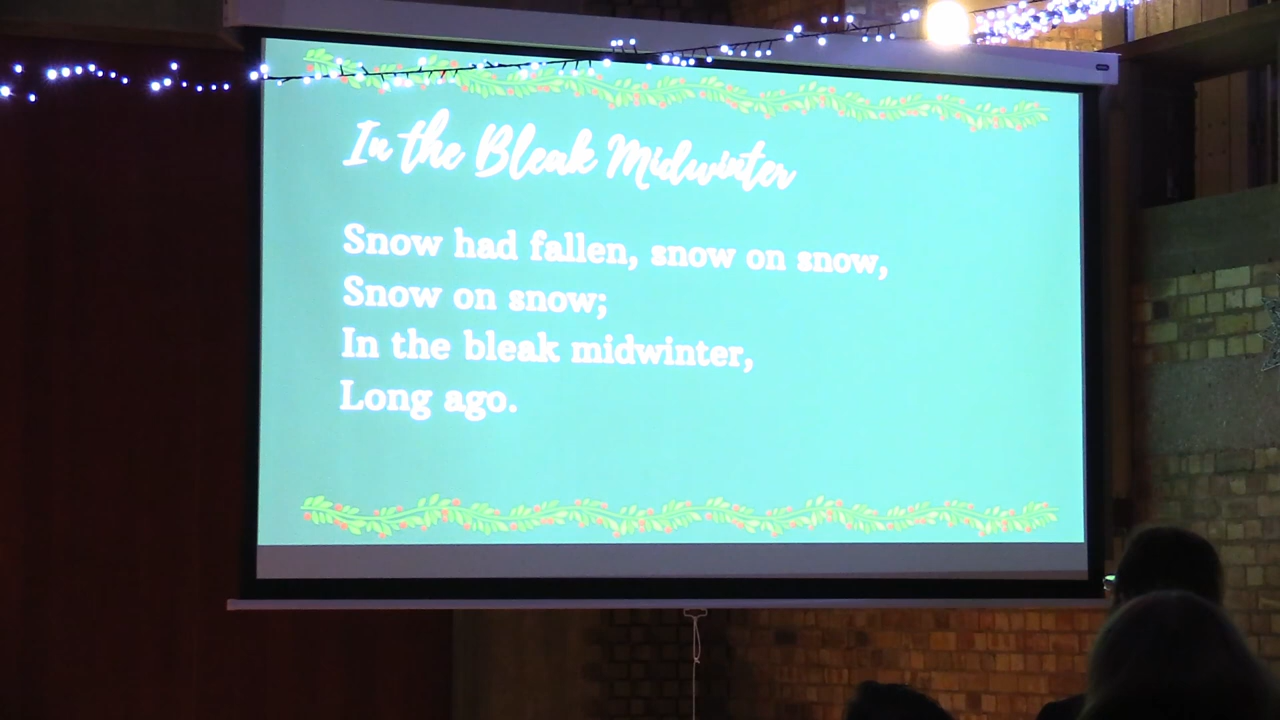 In the Bleak Midwinter
Snow had fallen, snow on snow,
Snow on snow;
In the bleak midwinter,
Long ago.